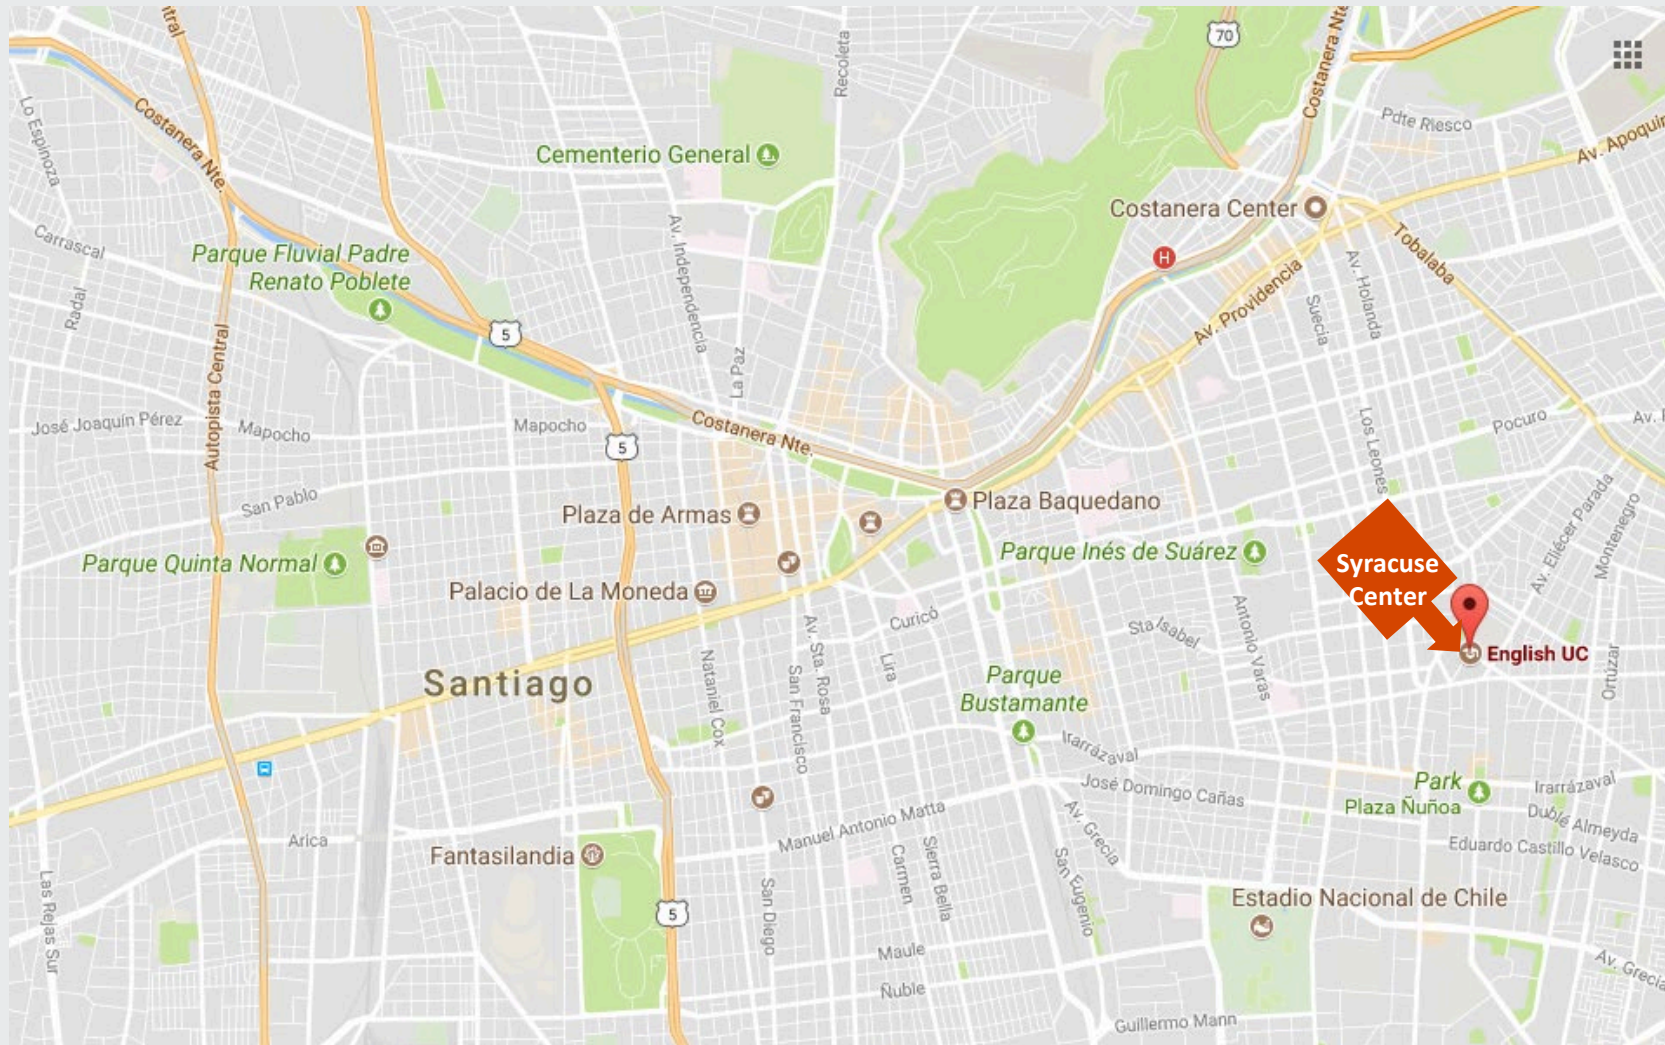 70
Costanera Nte
Pdte Riesco
Av. Apoquin
Lo Espinoza
Costanera Nte.
Recoleta
Cementerio General
Costanera Center
Carrascal
Parque Fluvial Padre
Renato Poblete
Av. Independencia
H
Tobalaba
Av. Holanda
Suecia
Av. Providencia
Radal
5
Autopista Central
La Paz
José Joaquín Pérez
Mapocho
Mapocho
5
Costanera Nte.
Los Leones
Pocuro
San Pablo
Plaza de Armas
Plaza Baquedano
Parque Quinta Normal
Parque Inés de Suárez
Av. Eliécer Parada
Montenegro
Syracuse
Center
Palacio de La Moneda
Curicó
Sta Isabel
Antonio Varas
English UC
Ortúzar
Santiago
Nataniel Cox
San Francisco
Av. Sta. Rosa
Lira
Parque
Bustamante
Irarrázaval
José Domingo Cañas
Park
Plaza Ñuñoa
Irarrázaval
Dublé Almeyda
Eduardo Castillo Velasco
Arica
Fantasilandia
Manuel Antonio Matta
Av. Grecia
Las Rejas Sur
5
San Diego
Carmen
Sierra Bella
San Eugenio
Estadio Nacional de Chile
Maule
Ñuble
Av. Grecia
Guillermo Mann